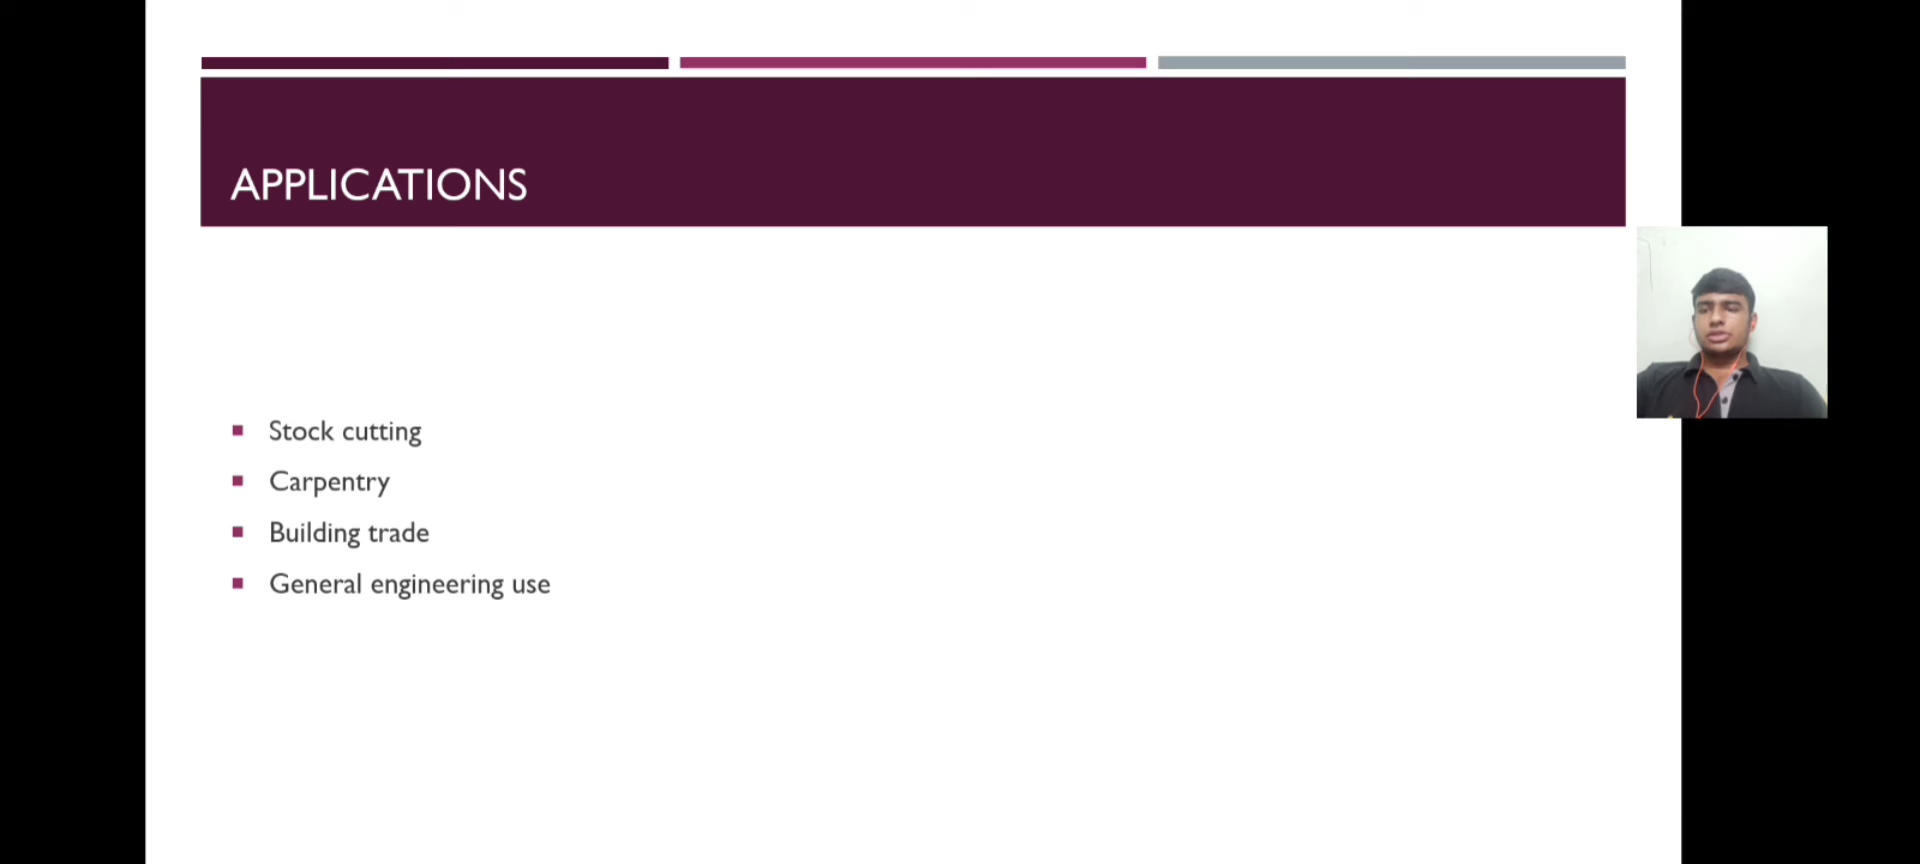 APPLICATIONS
Stock cutting
Carpentry
Building trade
General engineering use